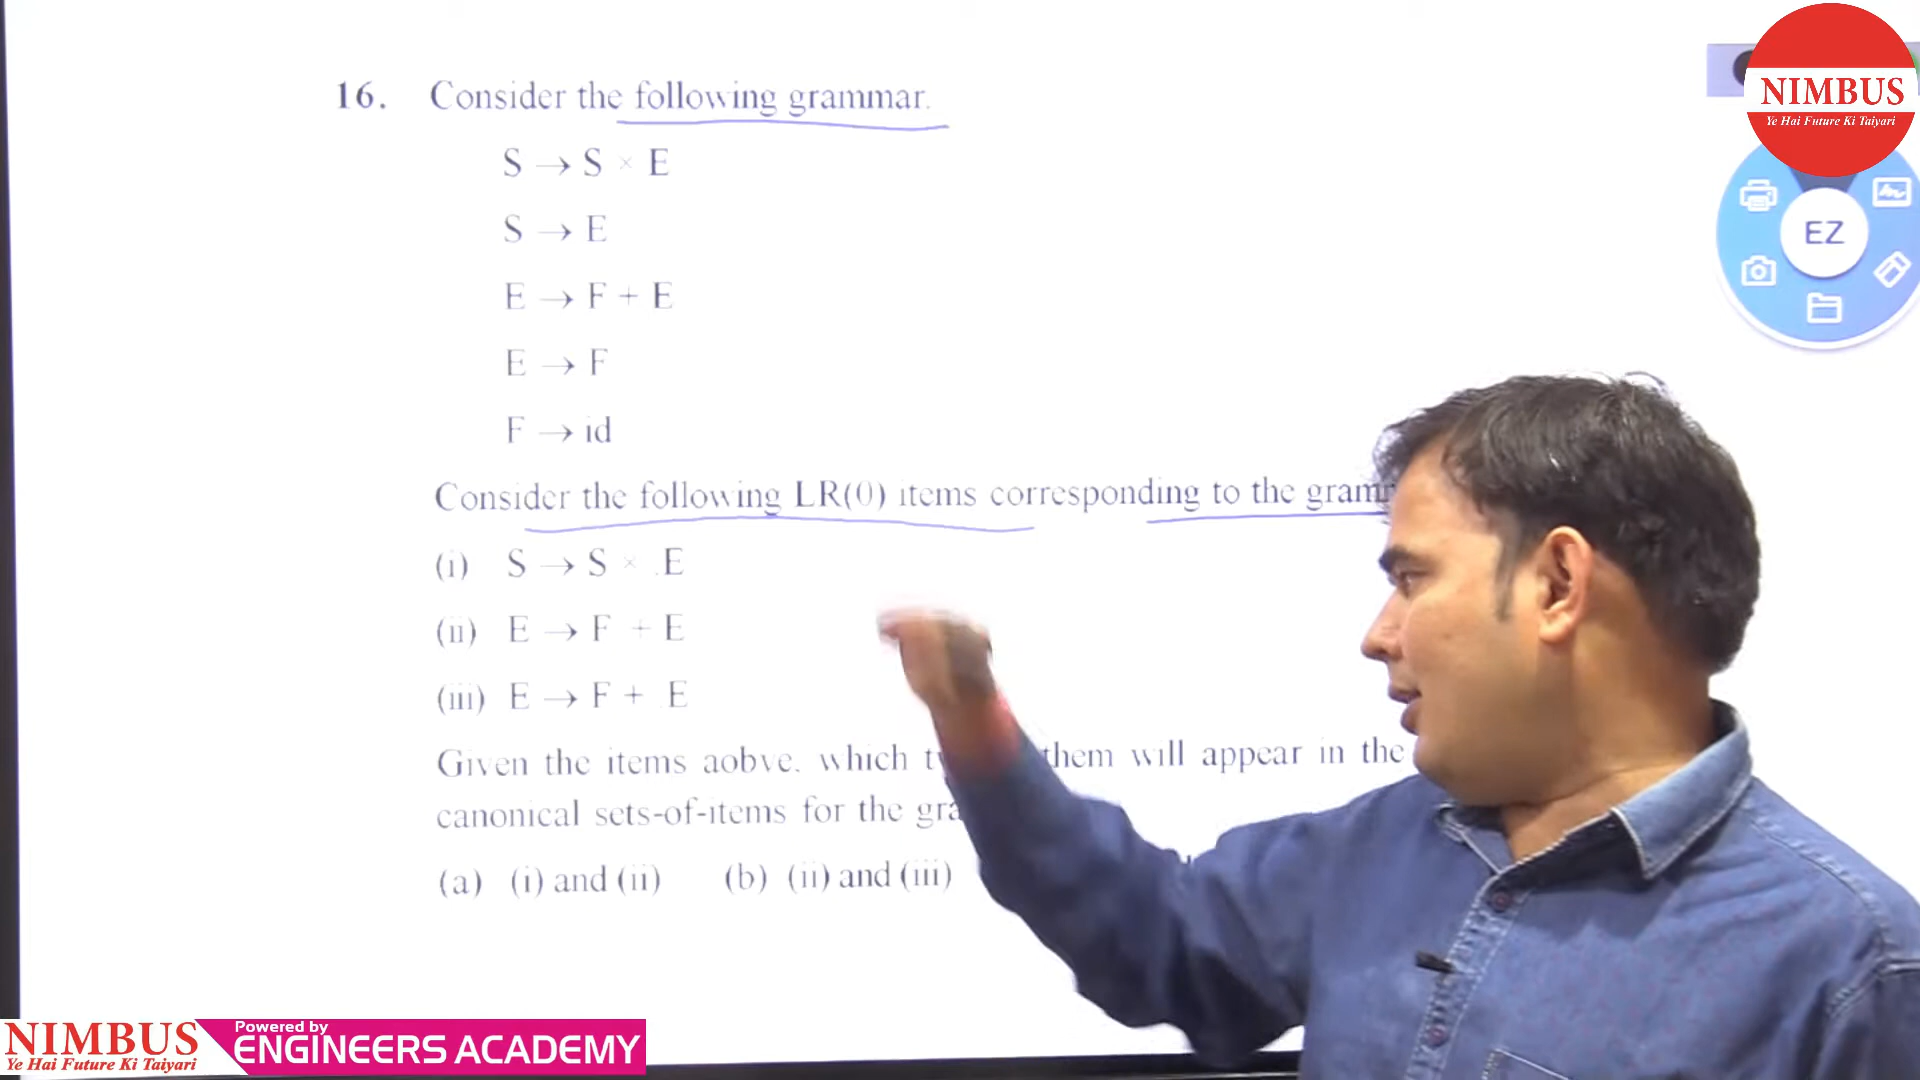 NIMBUS
Ye Hai Future Ki Taiyari
EZ
16. Consider the following grammar.
S → S × E
S → E
E → F + E
E → F
F → id
Consider the following LR(0) items corresponding to the
(i) S → S × .E
(ii) E → F + E
(iii) E → F + E
Given the items aobve, which them will appear in the
canonical sets-of-items for the
(a) (i) and (ii) (b) (ii) and (iii)
NIMBUS
Ye Hai Future Ki Taiyari
Powered by
ENGINEERS ACADEMY